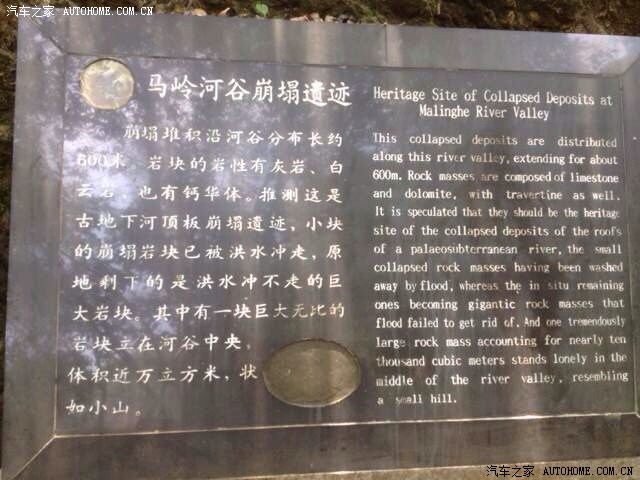 汽车之家 AUTOHOME.COM.CN
汽车之家 AUTOHOME.COM.CN
马岭河谷崩塌遗迹
崩塌堆积沿河谷分布长约
600米。岩块的岩性有灰岩、白
云岩，也有钙华体。推测这是
古地下河顶板崩塌遗迹，小块
的崩塌岩块已被洪水冲走，原
地剩下的是洪水冲不走的巨
大岩块。其中有一块巨大无比的
岩块立在河谷中央，
体积近万立方米，状
如小山。
Heritage Site of Collapsed Deposits at
Malinghe River Valley
This collapsed deposits are distributed
along this river valley, extending for about
600m. Rock masses are composed of limestone
and dolomite, with travertine as well.
It is speculated that they should be the heritage
site of the collapsed deposits of the roofs
of a palaeosubterranean river, the small
collapsed rock masses having been washed
away by flood, whereas the in situ remaining
ones becoming gigantic rock masses that
flood failed to get rid of. And one tremendously
large rock mass accounting for nearly ten
thousand cubic meters stands lonely in the
middle of the river valley, resembling
a small hill.
汽车之家 AUTOHOME.COM.CN